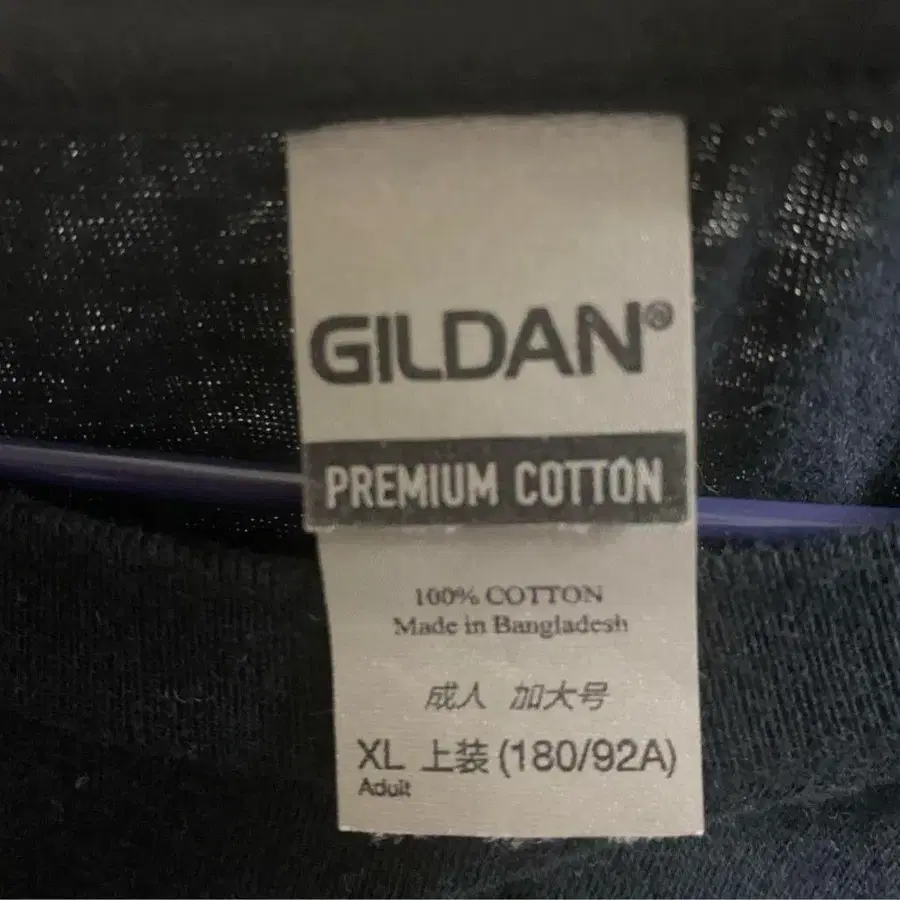 GILDAN®
PREMIUM COTTON
100% COTTON
Made in Bangladesh
成人 加大号
XL 上装 (180/92A)
Adult